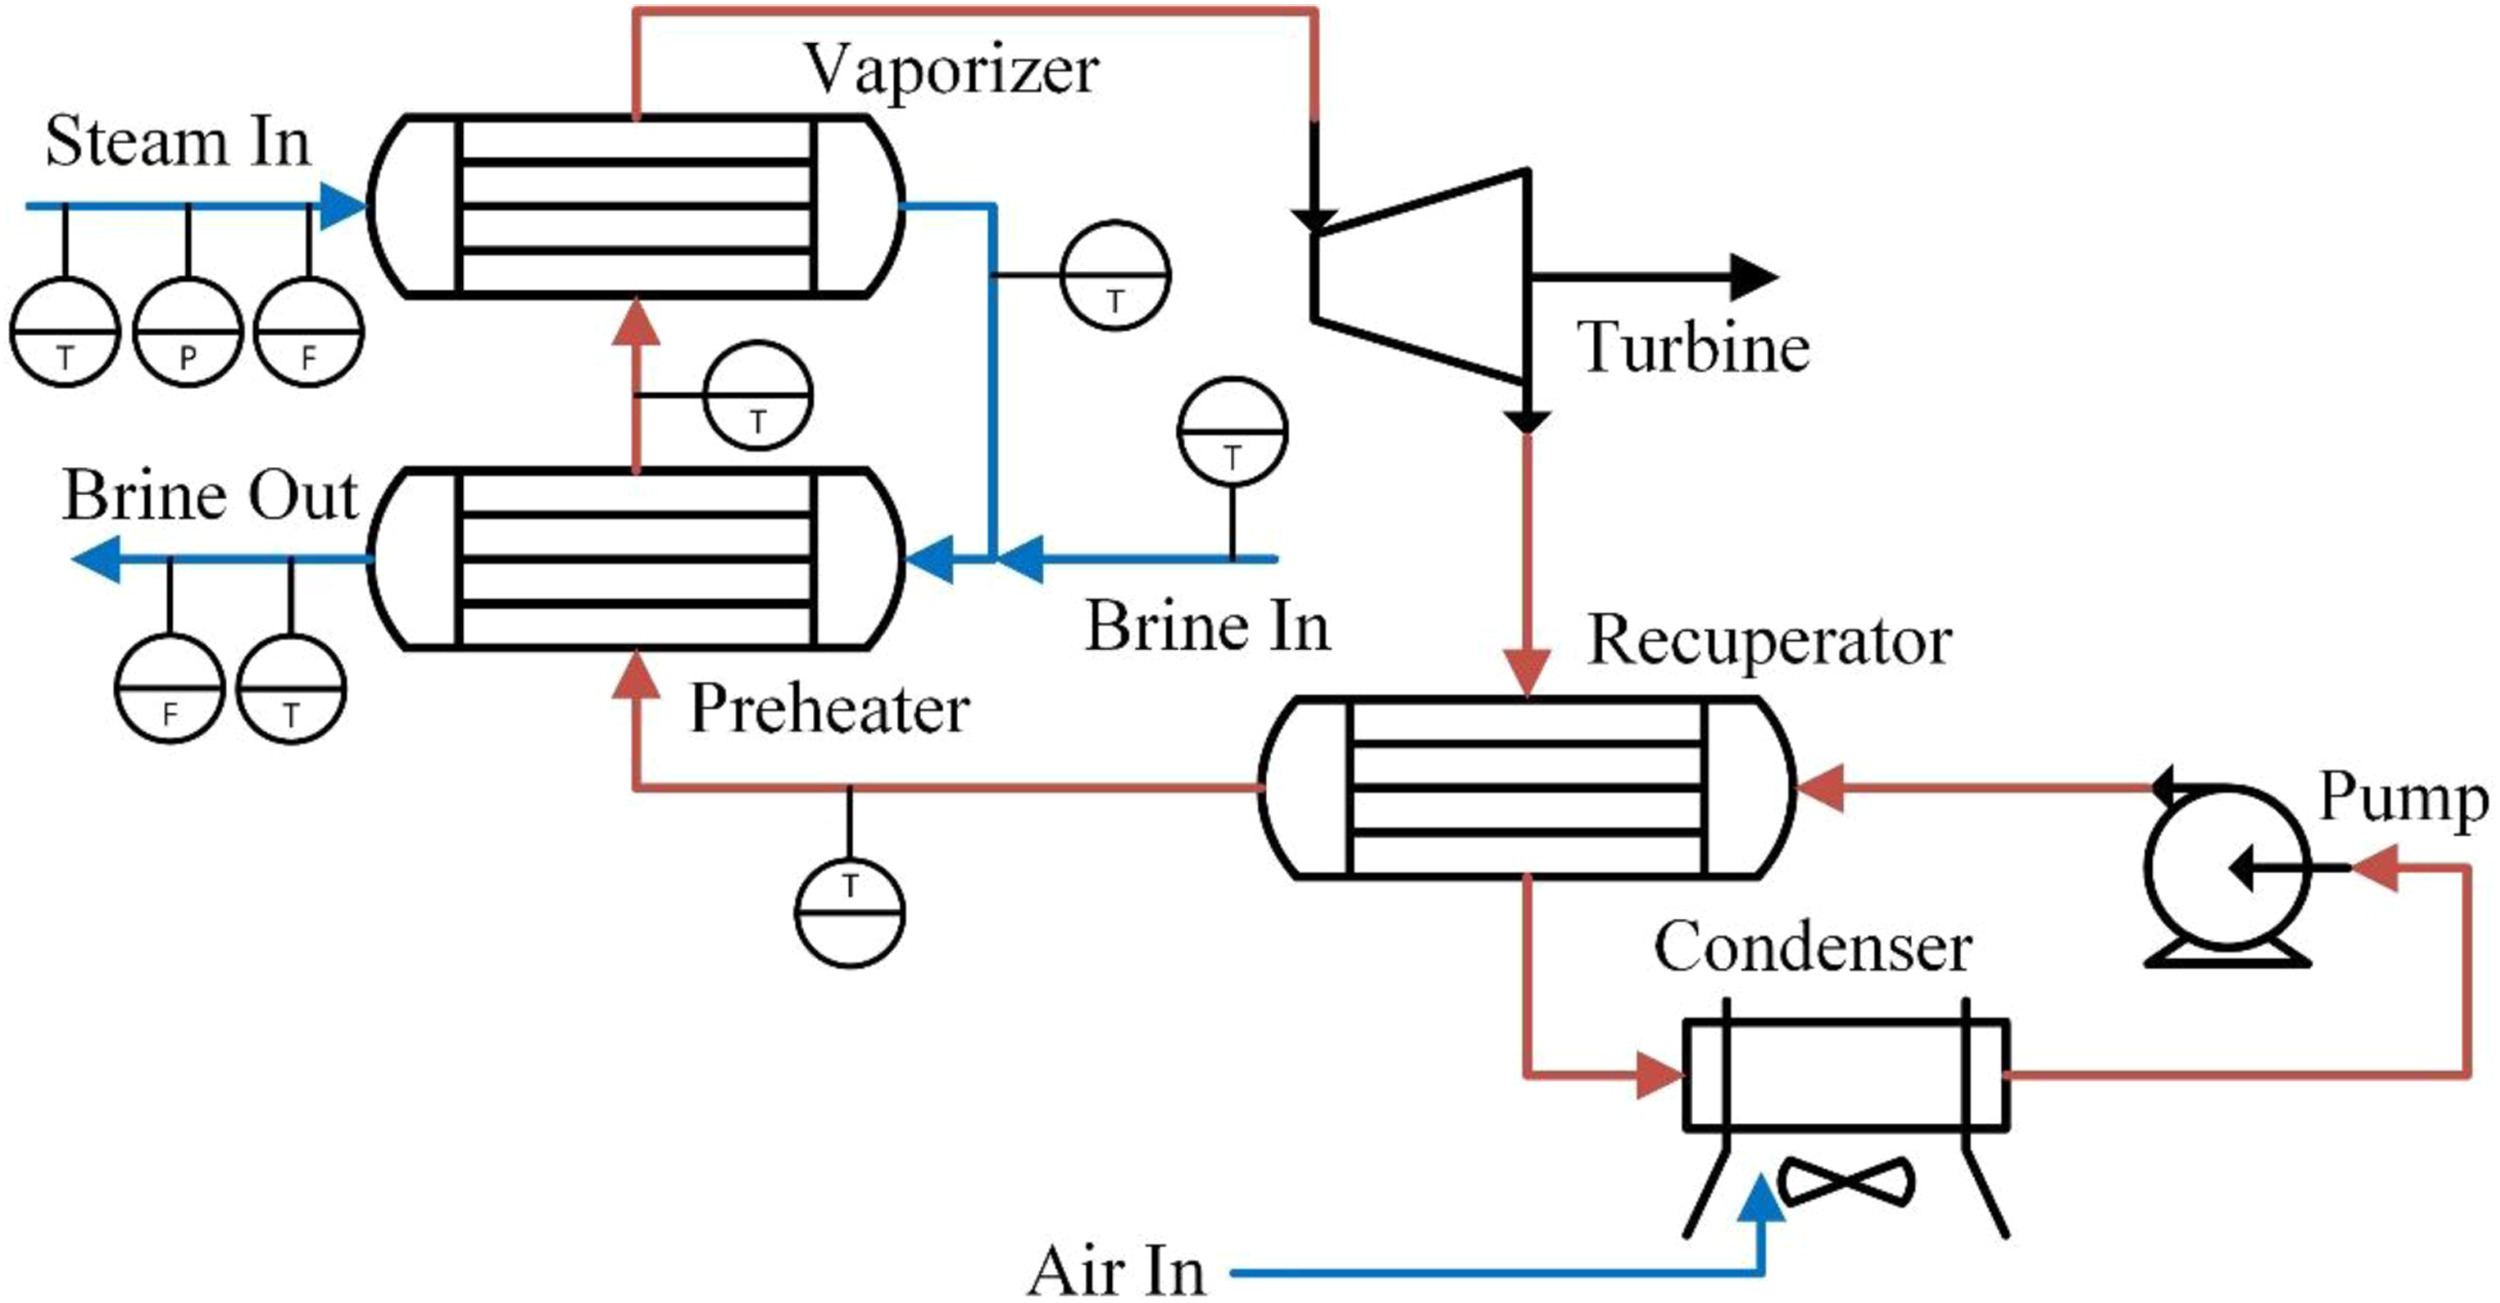 Vaporizer
Steam In
T
P
F
T
T
T
Turbine
Brine Out
F
T
Brine In
Preheater
Recuperator
T
Pump
Condenser
Air In